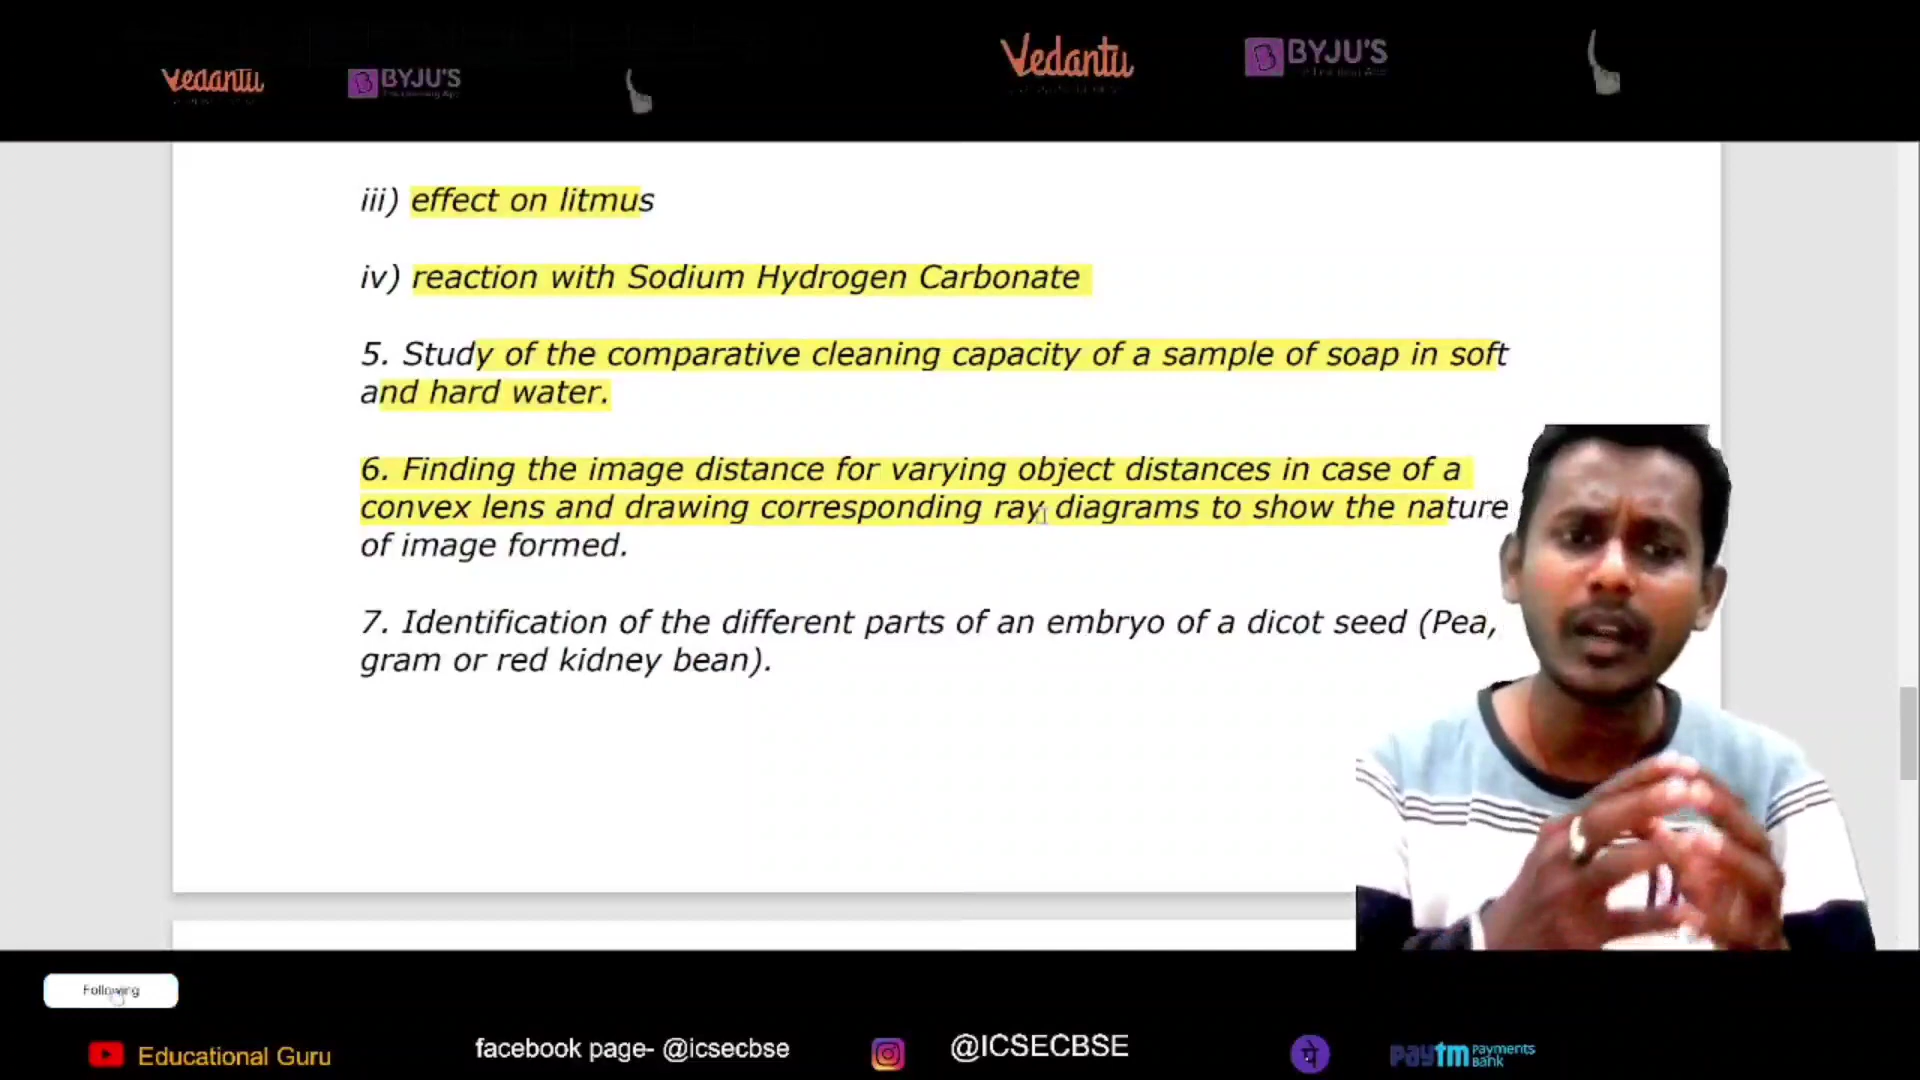 Vedantu
BYJU'S
Vedantu
BYJU'S
iii) effect on litmus
iv) reaction with Sodium Hydrogen Carbonate
5. Study of the comparative cleaning capacity of a sample of soap in soft
and hard water.
6. Finding the image distance for varying object distances in case of a
convex lens and drawing corresponding ray diagrams to show the nature
of image formed.
7. Identification of the different parts of an embryo of a dicot seed (Pea,
gram or red kidney bean).
Following
Educational Guru
facebook page- @icsecbse
@ICSECBSE
पे
paytm Payments
Bank